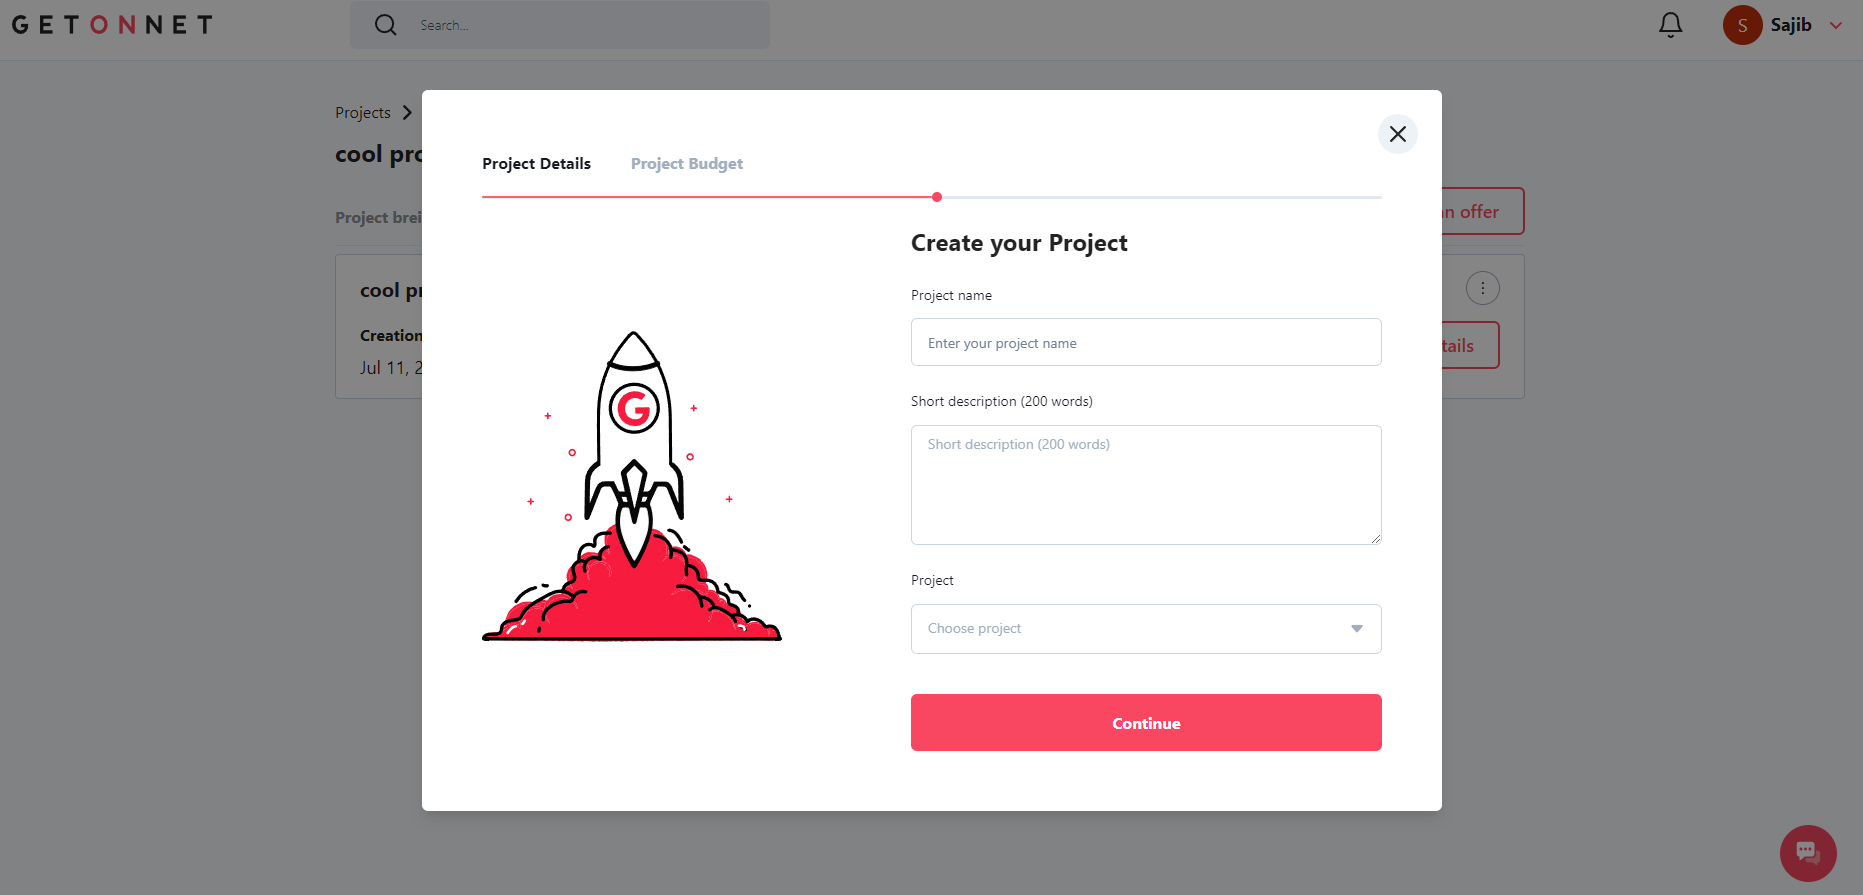 GETONNET
Search...
S
Sajib
Projects
cool pro
Project brei
n offer
cool pr
Creation
Jul 11, 2
tails
Project Details
Project Budget
Create your Project
Project name
Enter your project name
Short description (200 words)
Short description (200 words)
Project
Choose project
Continue
G